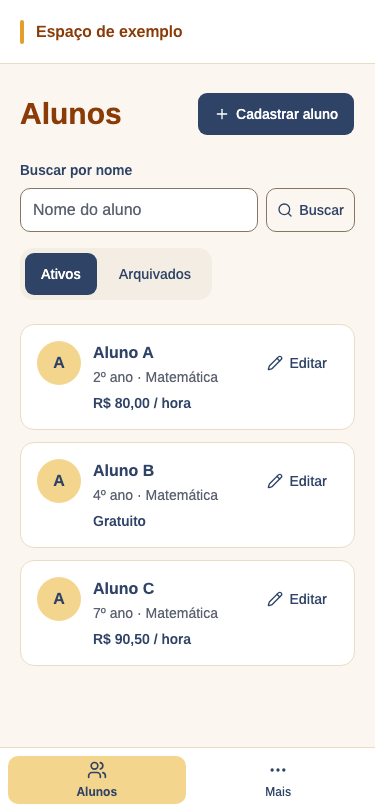 Espaço de exemplo
Alunos
Cadastrar aluno
Buscar por nome
Nome do aluno
Buscar
Ativos
Arquivados
A
Aluno A
2º ano · Matemática
R$ 80,00 / hora
Editar
A
Aluno B
4º ano · Matemática
Gratuito
Editar
A
Aluno C
7º ano · Matemática
R$ 90,50 / hora
Editar
Alunos
Mais